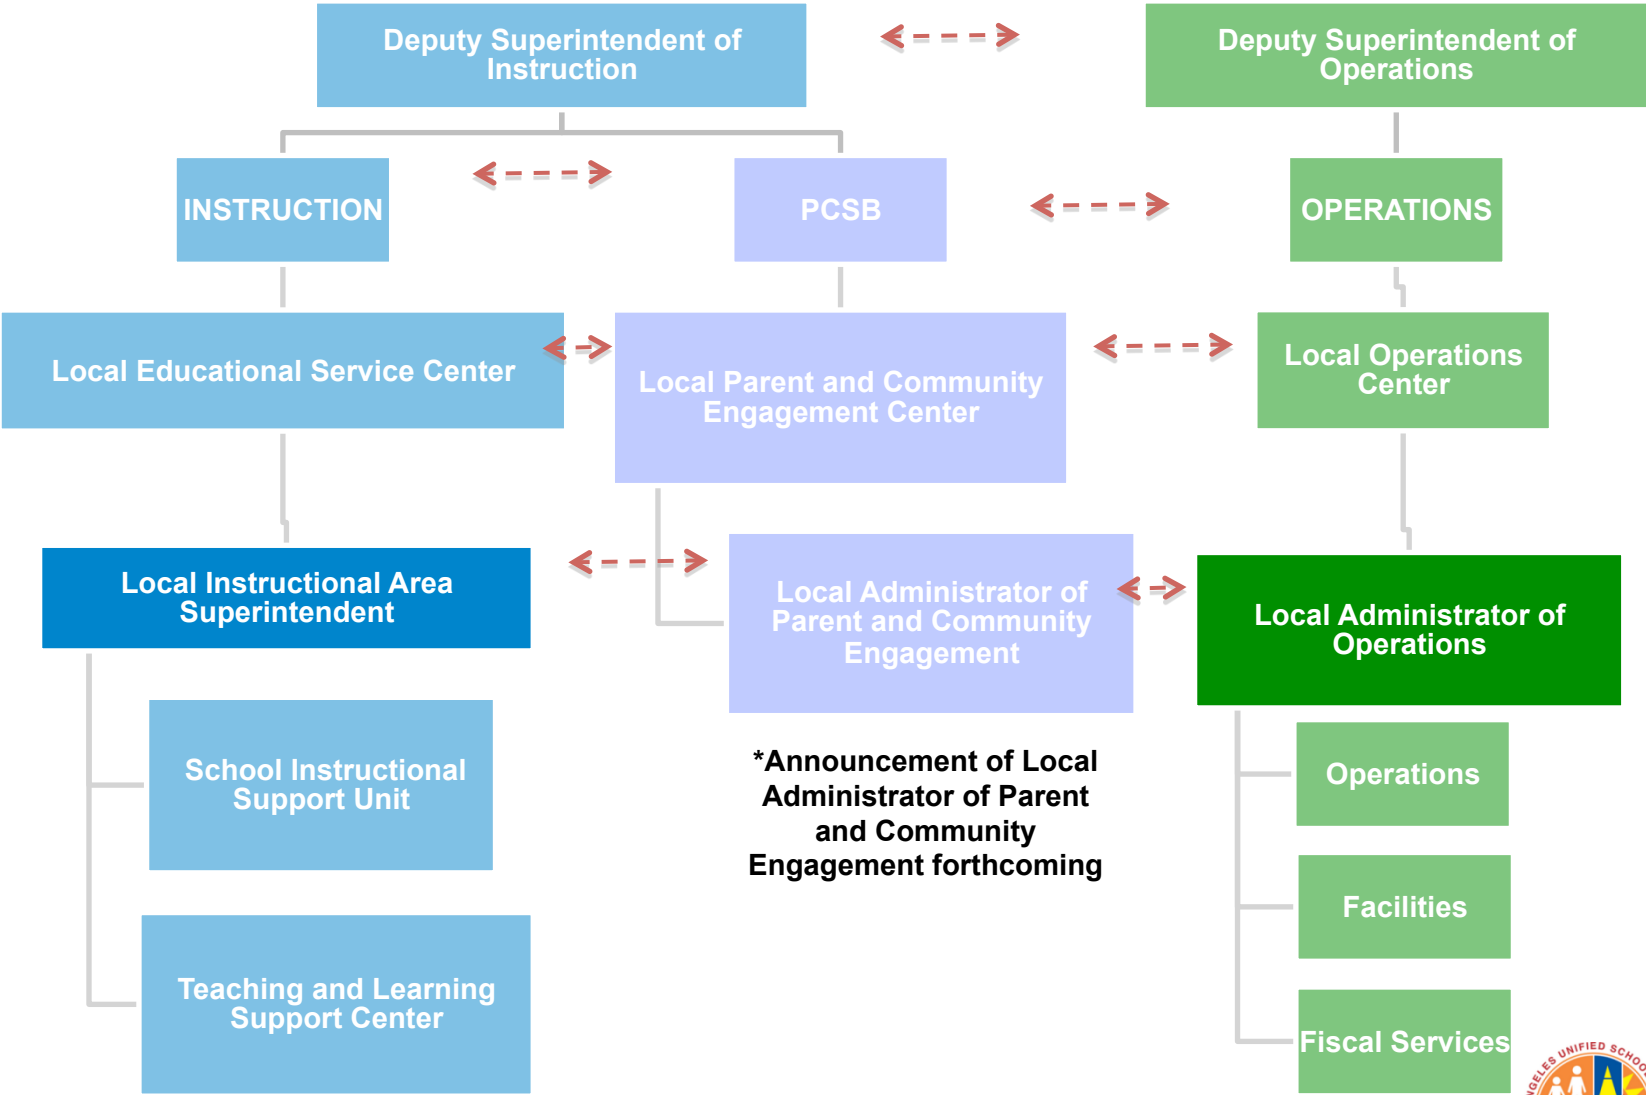 Deputy Superintendent of
Instruction
Deputy Superintendent of
Operations
INSTRUCTION
PCSB
OPERATIONS
Local Educational Service Center
Local Parent and Community
Engagement Center
Local Operations
Center
Local Instructional Area
Superintendent
Local Administrator of
Parent and Community
Engagement
Local Administrator of
Operations
School Instructional
Support Unit
*Announcement of Local
Administrator of Parent
and Community
Engagement forthcoming
Operations
Facilities
Teaching and Learning
Support Center
Fiscal Services
UNIFIED